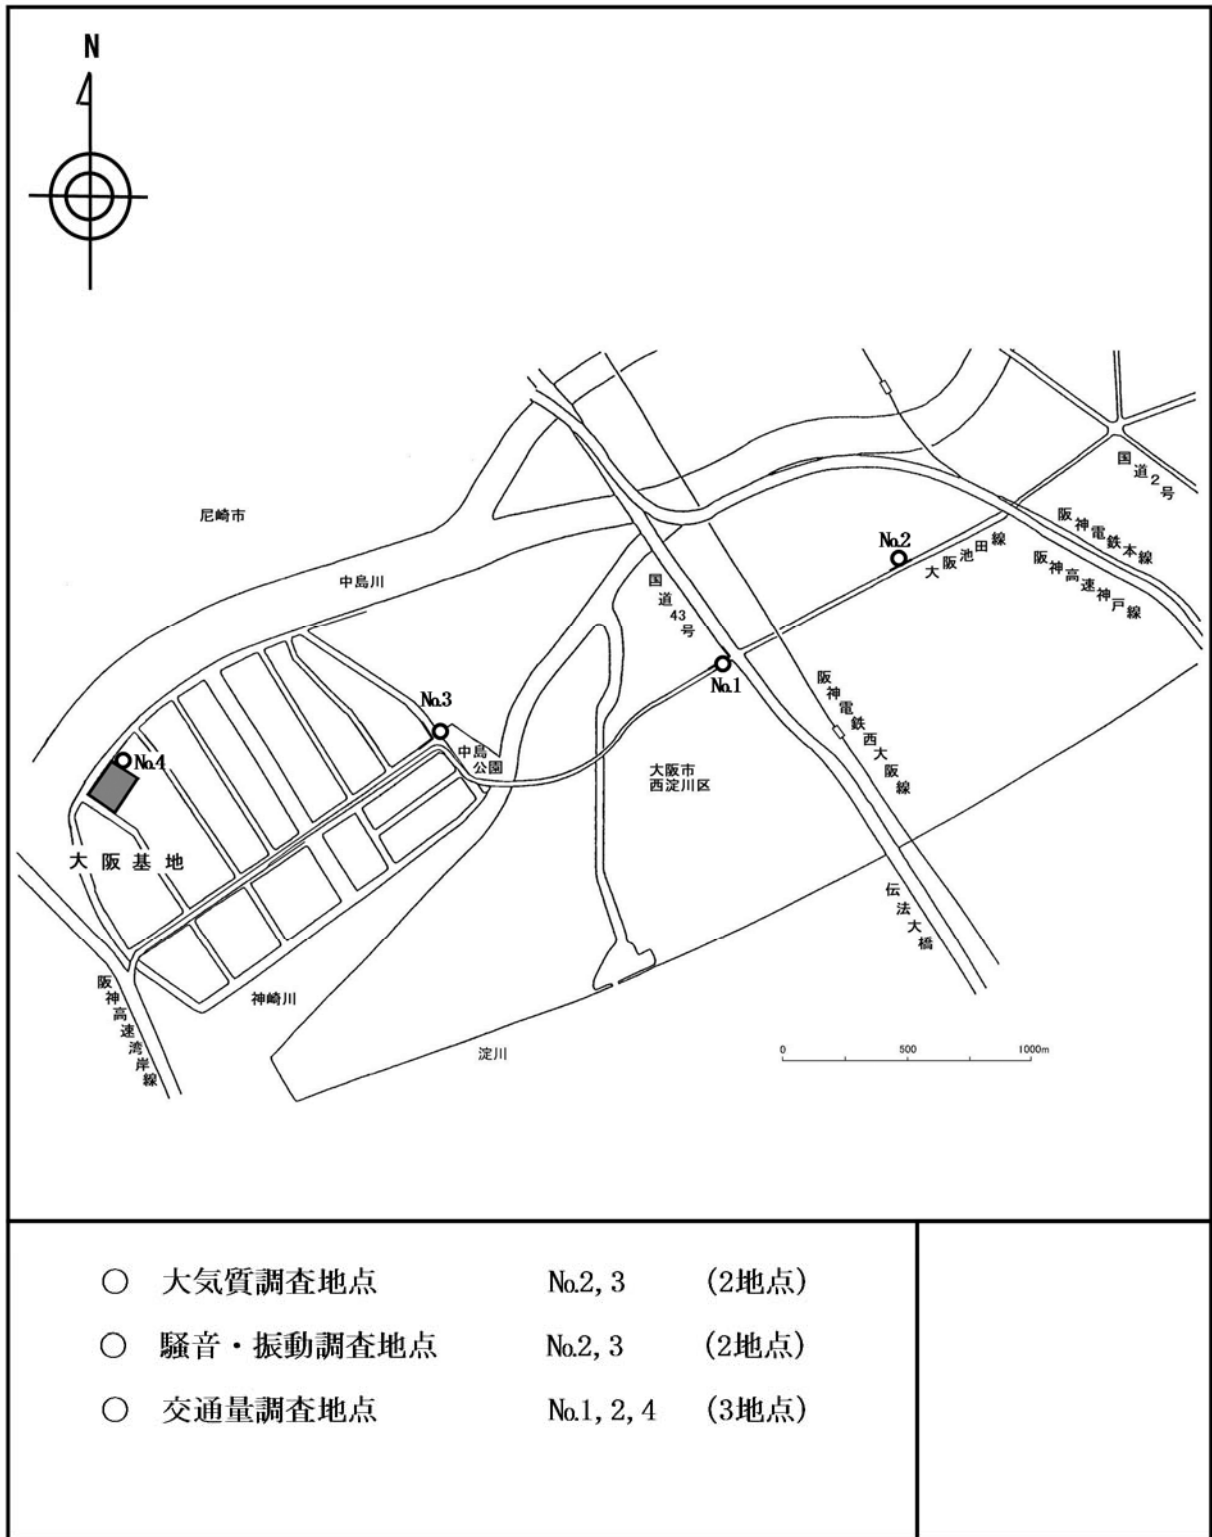 N
尼崎市
中島川
国道2号
阪神電鉄本線
阪神高速神戸線
No.2
大阪池田線
国道43号
No.1
阪神電鉄西大阪線
No.3
中島
公園
No.4
大阪市
西淀川区
大阪基地
伝法大橋
阪神高速湾岸線
神崎川
淀川
0 500 1000m
○ 大気質調査地点 No.2, 3 (2地点)
○ 騒音・振動調査地点 No.2, 3 (2地点)
○ 交通量調査地点 No.1, 2, 4 (3地点)